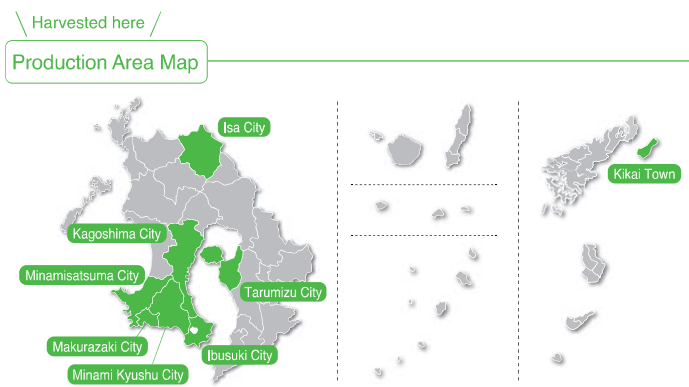 Harvested here
Production Area Map
Isa City
Kikai Town
Kagoshima City
Minamisatsuma City
Tarumizu City
Makurazaki City
Ibusuki City
Minami Kyushu City